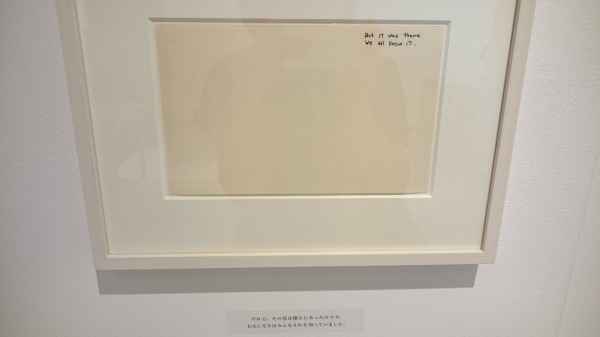 But it was there
We all knew it.
けれど、その長は確かにあったのです。
わたしたちはみんなそれを知っていました。